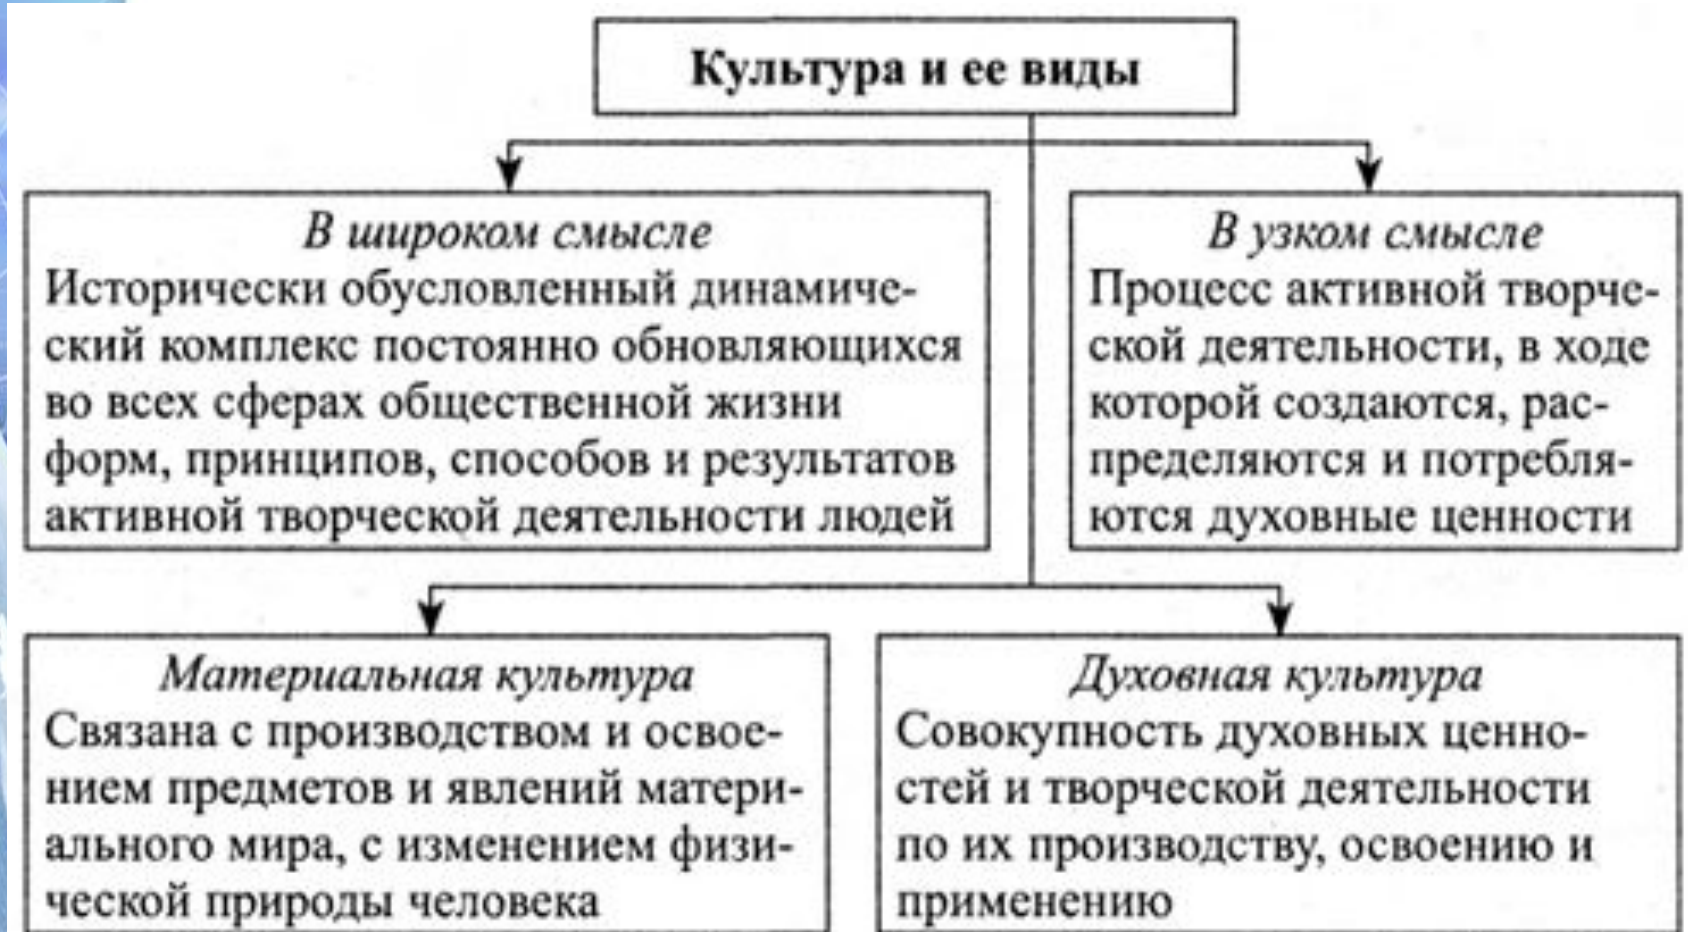 Культура и ее виды
В широком смысле
Исторически обусловленный динамиче-
ский комплекс постоянно обновляющихся
во всех сферах общественной жизни
форм, принципов, способов и результатов
активной творческой деятельности людей
В узком смысле
Процесс активной творче-
ской деятельности, в ходе
которой создаются, рас-
пределяются и потребля-
ются духовные ценности
Материальная культура
Связана с производством и освое-
нием предметов и явлений матери-
ального мира, с изменением физи-
ческой природы человека
Духовная культура
Совокупность духовных ценно-
стей и творческой деятельности
по их производству, освоению и
применению